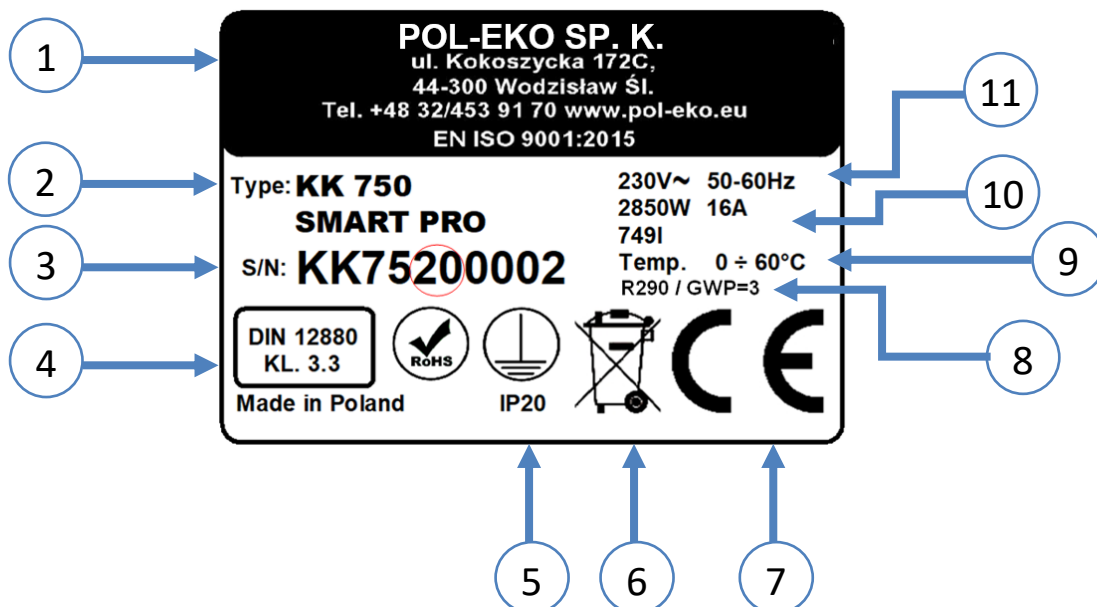 POL-EKO SP. K.
ul. Kokoszycka 172C,
44-300 Wodzisław Śl.
Tel. +48 32/453 91 70 www.pol-eko.eu
EN ISO 9001:2015
1
2
3
4
Type: KK 750
SMART PRO
S/N: KK75200002
230V~ 50-60Hz
2850W 16A
749l
Temp. 0 ÷ 60°C
R290 / GWP=3
DIN 12880
KL. 3.3
RoHS
CE
Made in Poland
IP20
11
10
9
8
5
6
7